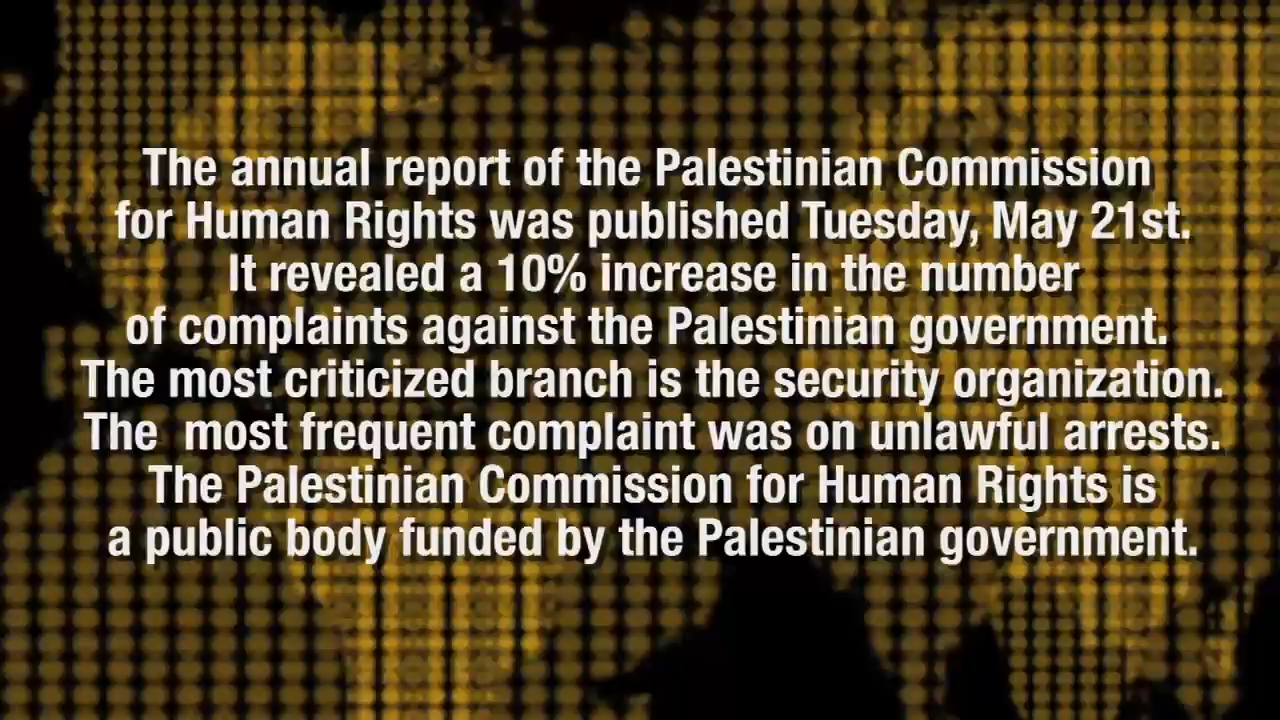 The annual report of the Palestinian Commission
for Human Rights was published Tuesday, May 21st.
It revealed a 10% increase in the number
of complaints against the Palestinian government.
The most criticized branch is the security organization.
The  most frequent complaint was on unlawful arrests.
The Palestinian Commission for Human Rights is
a public body funded by the Palestinian government.